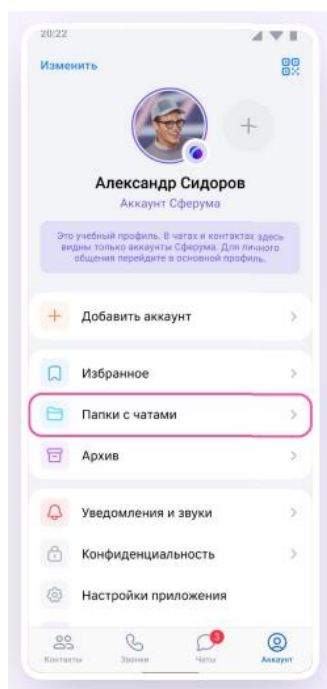 20:22
Изменить
Александр Сидоров
Аккаунт Сферума
Это учебный профиль. В чатах и контактах здесь
видны только аккаунты Сферума. Для личного
общения перейдите в основной профиль.
Добавить аккаунт
Избранное
Папки с чатами
Архив
Уведомления и звуки
Конфиденциальность
Настройки приложения
3
Контакты
Звонки
Чаты
Аккаунт